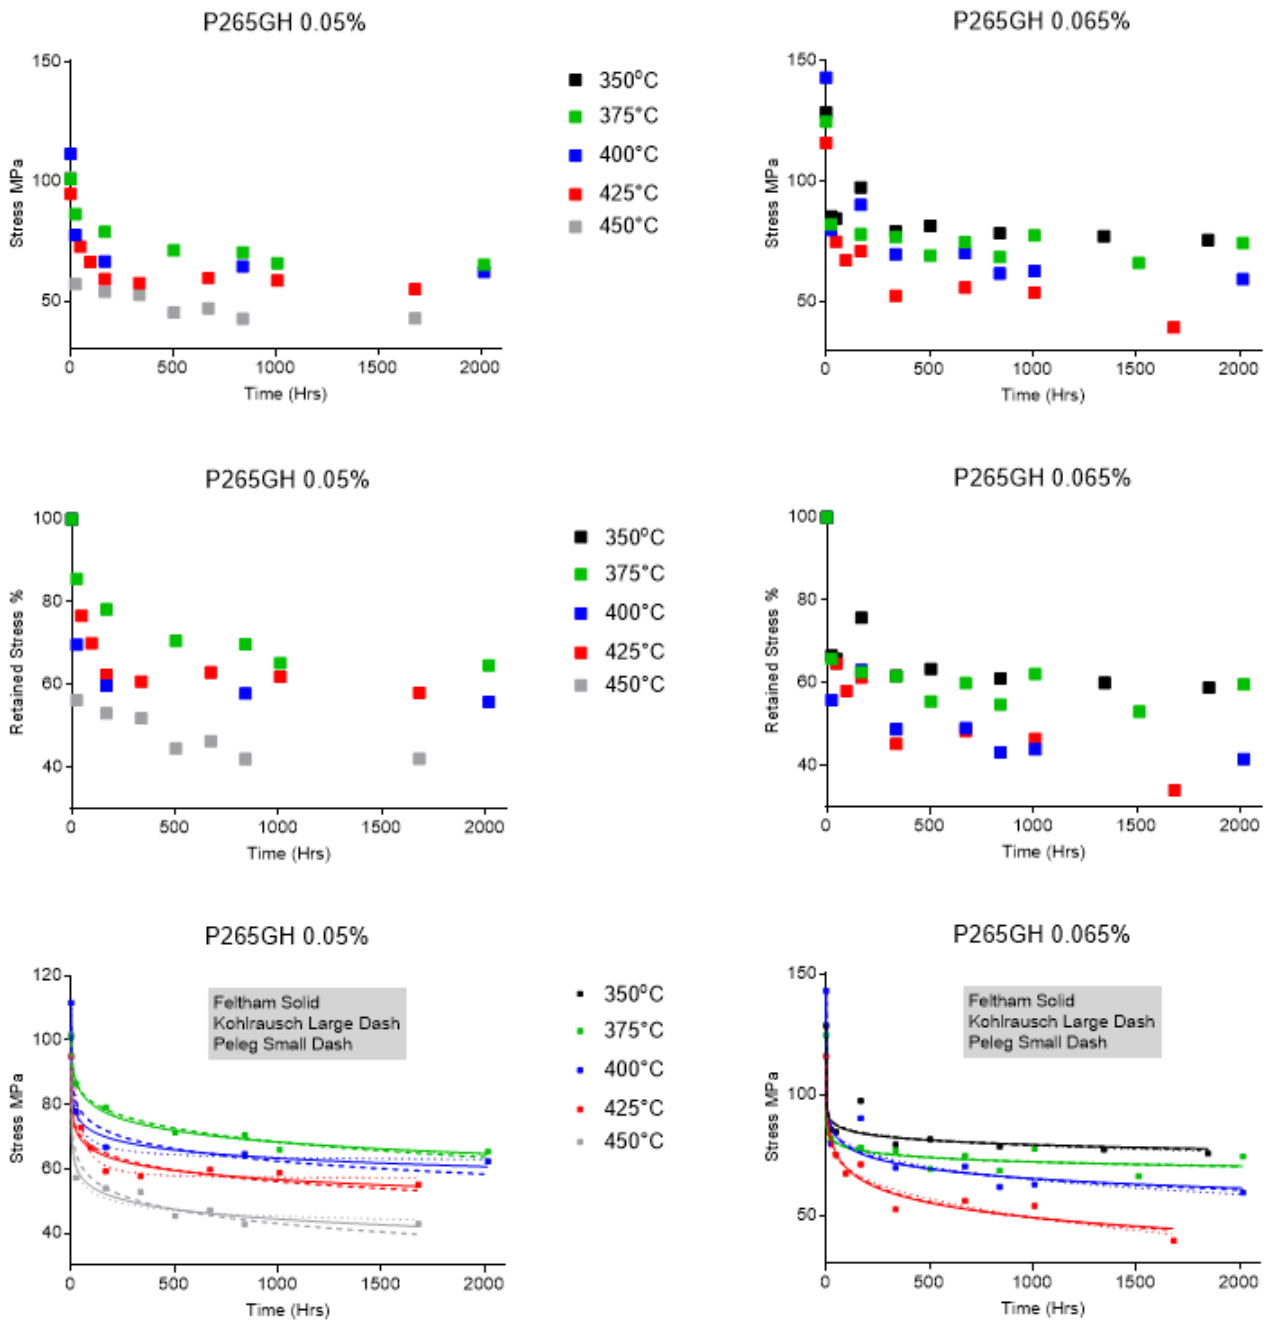 P265GH 0.05%
150
100
50
Stress MPa
0 500 1000 1500 2000
Time (Hrs)
350⁰C
375°C
400°C
425°C
450°C
P265GH 0.065%
150
100
50
Stress MPa
0 500 1000 1500 2000
Time (Hrs)
P265GH 0.05%
100
80
60
40
Retained Stress %
0 500 1000 1500 2000
Time (Hrs)
350⁰C
375°C
400°C
425°C
450°C
P265GH 0.065%
100
80
60
40
Retained Stress %
0 500 1000 1500 2000
Time (Hrs)
P265GH 0.05%
120
100
80
60
40
Stress MPa
Feltham Solid
Kohlrausch Large Dash
Peleg Small Dash
0 500 1000 1500 2000
Time (Hrs)
350⁰C
375°C
400°C
425°C
450°C
P265GH 0.065%
150
100
50
Stress MPa
Feltham Solid
Kohlrausch Large Dash
Peleg Small Dash
0 500 1000 1500 2000
Time (Hrs)